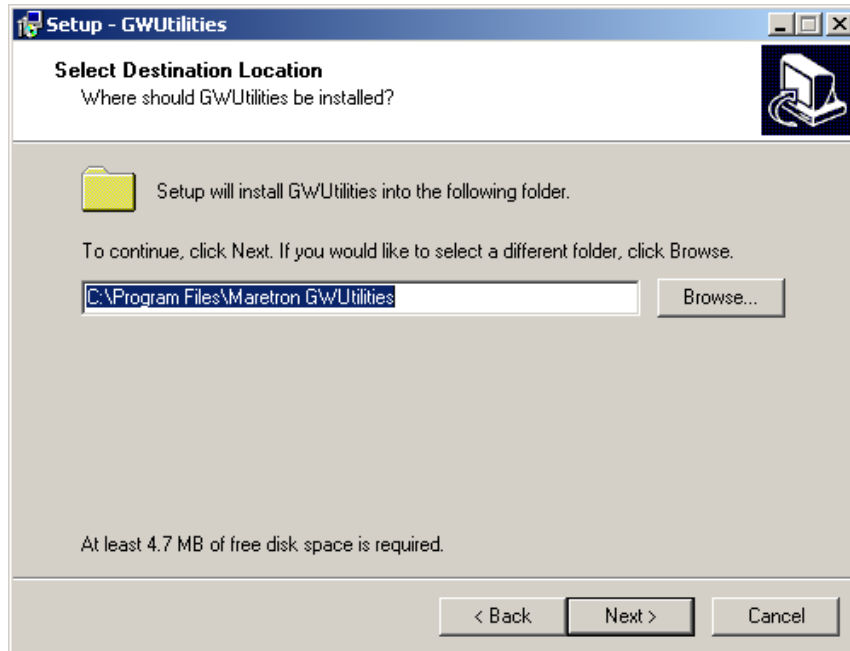 Setup - GWUtilities
Select Destination Location
Where should GWUtilities be installed?
Setup will install GWUtilities into the following folder.
To continue, click Next. If you would like to select a different folder, click Browse.
C:\Program Files\Maretron GWUtilities
Browse...
At least 4.7 MB of free disk space is required.
< Back
Next >
Cancel